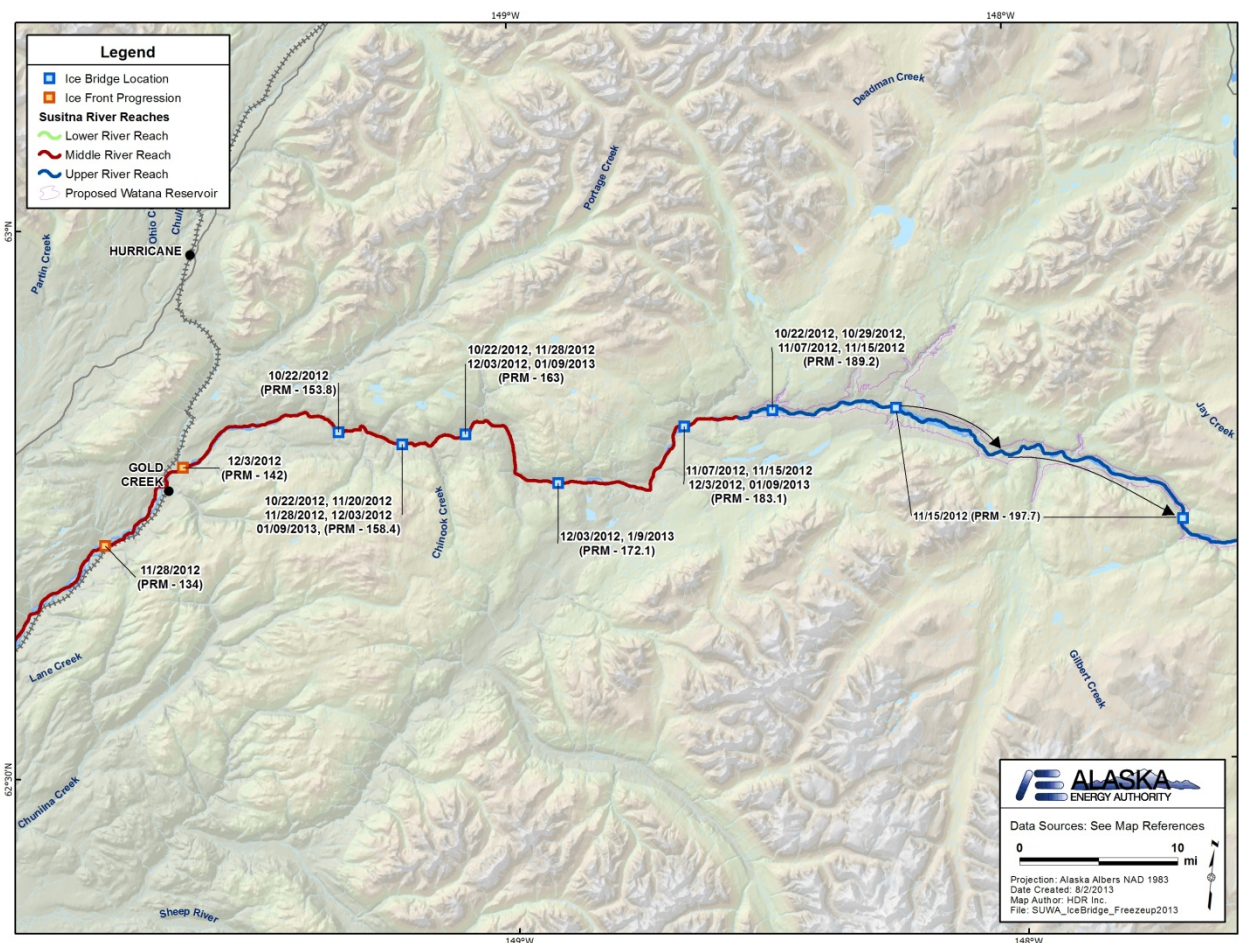 149°W
148°W
Legend
Ice Bridge Location
Ice Front Progression
Susitna River Reaches
Lower River Reach
Middle River Reach
Upper River Reach
Proposed Watana Reservoir
Deadman Creek
Portage Creek
Partin Creek
Ohio C
63°N
HURRICANE
10/22/2012, 10/29/2012,
11/07/2012, 11/15/2012
(PRM - 189.2)
10/22/2012, 11/28/2012
12/03/2012, 01/09/2013
(PRM - 163)
10/22/2012
(PRM - 153.8)
Jay Creek
GOLD
CREEK
12/3/2012
(PRM - 142)
11/07/2012, 11/15/2012
12/3/2012, 01/09/2013
(PRM - 183.1)
10/22/2012, 11/20/2012
11/28/2012, 12/03/2012
01/09/2013, (PRM - 158.4)
Chinook Creek
11/15/2012 (PRM - 197.7)
12/03/2012, 1/9/2013
(PRM - 172.1)
11/28/2012
(PRM - 134)
Lane Creek
Gilbert Creek
62°30'N
Chunilna Creek
ALASKA
ENERGY AUTHORITY
Data Sources: See Map References
0 10
mi
N
Projection: Alaska Albers NAD 1983
Date Created: 8/2/2013
Map Author: HDR Inc.
File: SUWA_IceBridge_Freezeup2013
Sheep River
149°W
148°W